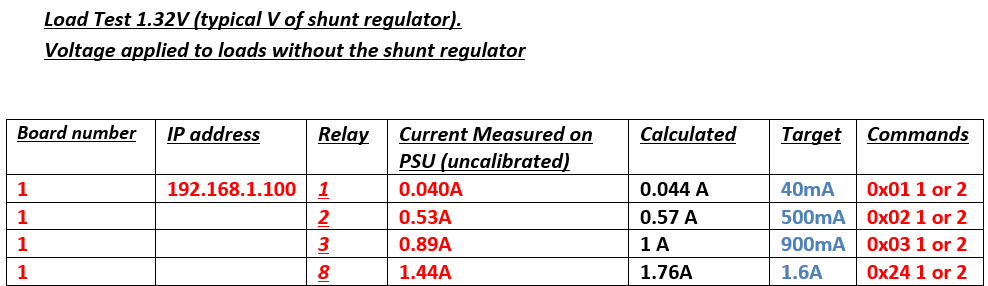 Load Test 1.32V (typical V of shunt regulator).
Voltage applied to loads without the shunt regulator
Board number IP address Relay Current Measured on PSU (uncalibrated) Calculated Target Commands
1 192.168.1.100 1 0.040A 0.044 A 40mA 0x01 1 or 2
1 2 0.53A 0.57 A 500mA 0x02 1 or 2
1 3 0.89A 1 A 900mA 0x03 1 or 2
1 8 1.44A 1.76A 1.6A 0x24 1 or 2